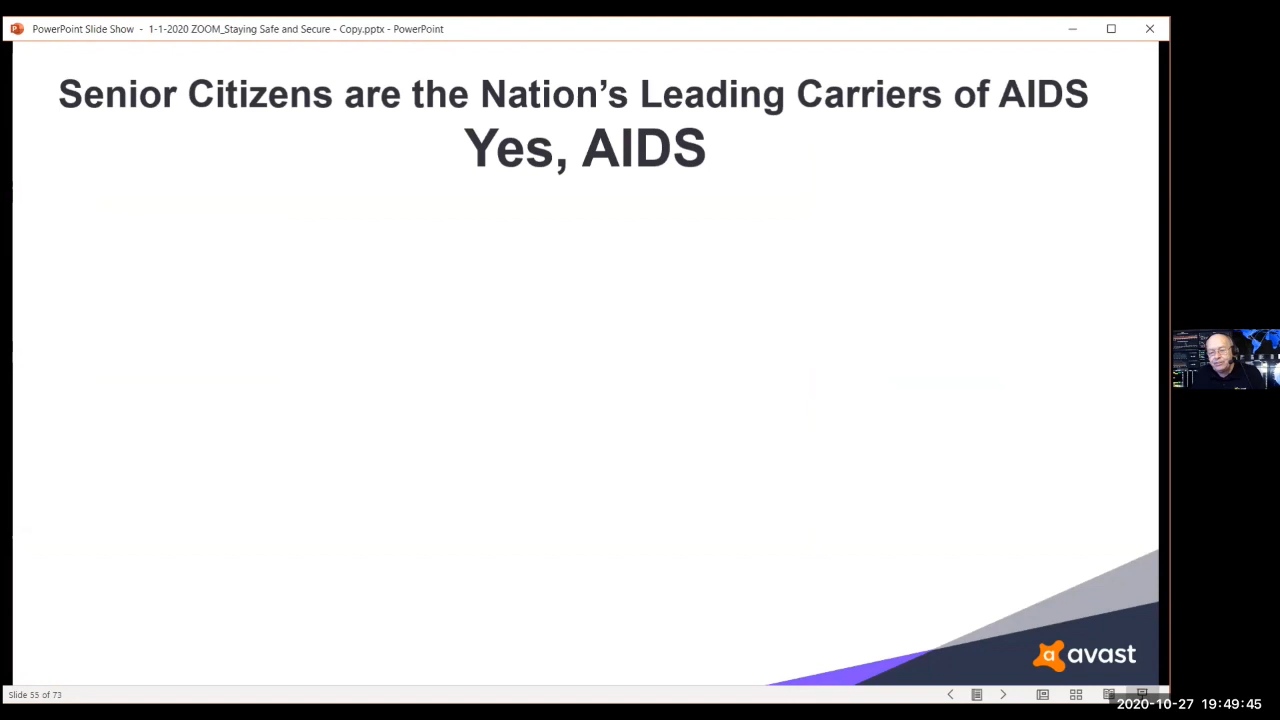 PowerPoint Slide Show - 1-1-2020 ZOOM_Staying Safe and Secure - Copy.pptx - PowerPoint
Senior Citizens are the Nation’s Leading Carriers of AIDS
Yes, AIDS
avast
Slide 55 of 73
2020-10-27 19:49:45